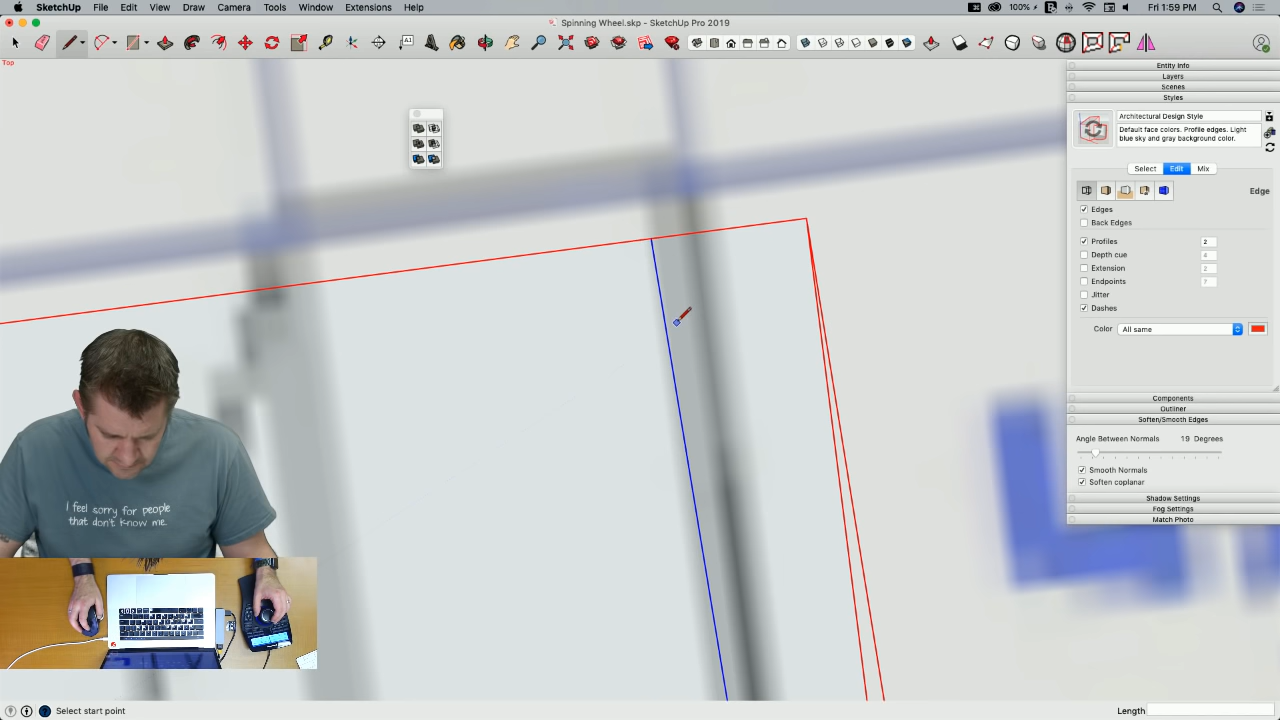 SketchUp File Edit View Draw Camera Tools Window Extensions Help 100% Fri 1:59 PM
Spinning Wheel.skp - SketchUp Pro 2019
Top
A1
Entity Info
Layers
Scenes
Styles
Architectural Design Style
Default face colors. Profile edges. Light
blue sky and gray background color.
Select Edit Mix
Edge
Edges
Back Edges
Profiles 2
Depth cue 4
Extension 2
Endpoints 7
Jitter
Dashes
Color All same
Components
Outliner
Soften/Smooth Edges
Angle Between Normals 19 Degrees
Smooth Normals
Soften coplanar
Shadow Settings
Fog Settings
Match Photo
I feel sorry for people
that don't know me.
Select start point
Length